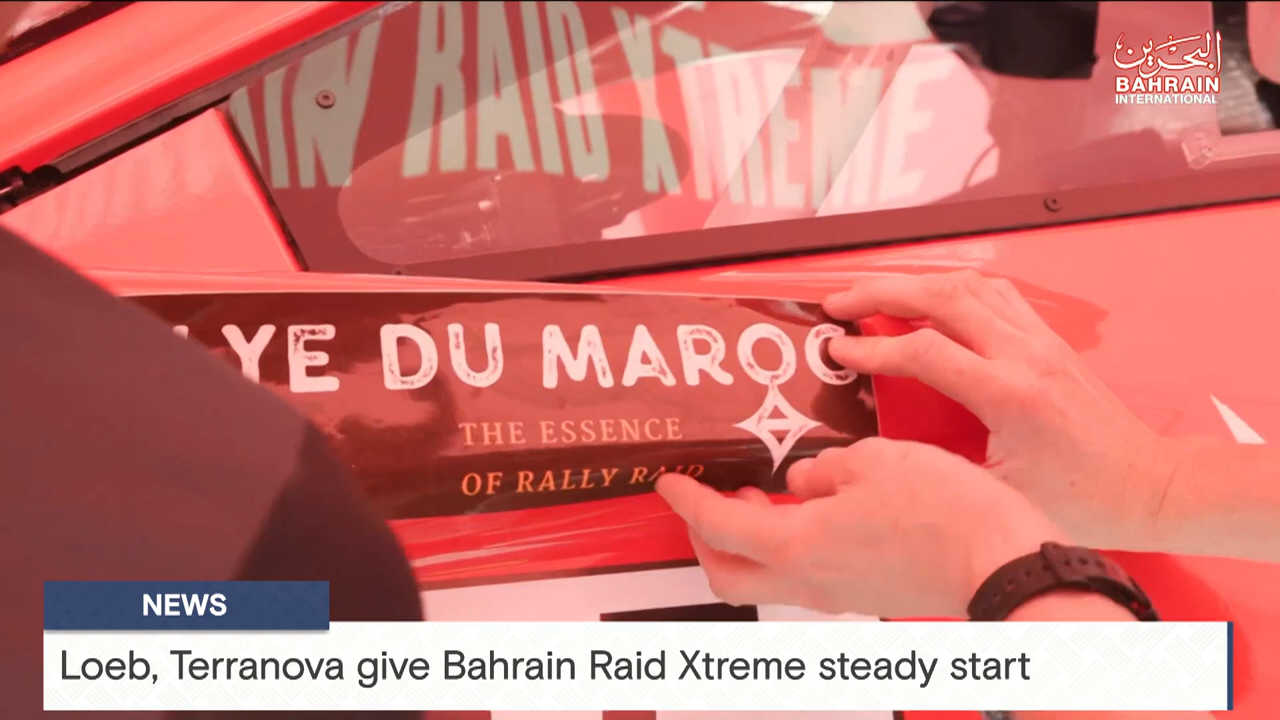 RAID XTREME
البحرين
BAHRAIN
INTERNATIONAL
LYE DU MAROC
THE ESSENCE
OF RALLY RAID
NEWS
Loeb, Terranova give Bahrain Raid Xtreme steady start